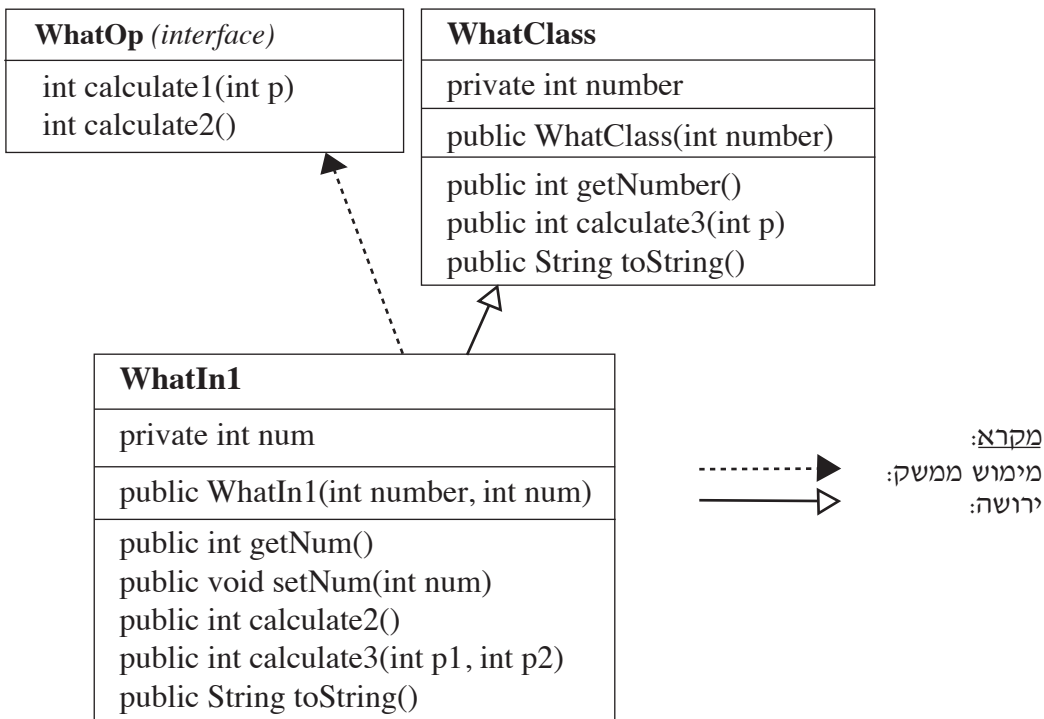 WhatOp (interface)
int calculate1(int p)
int calculate2()
WhatClass
private int number
public WhatClass(int number)
public int getNumber()
public int calculate3(int p)
public String toString()
WhatIn1
private int num
public WhatIn1(int number, int num)
public int getNum()
public void setNum(int num)
public int calculate2()
public int calculate3(int p1, int p2)
public String toString()
מקרא:
מימוש ממשק:
ירושה: